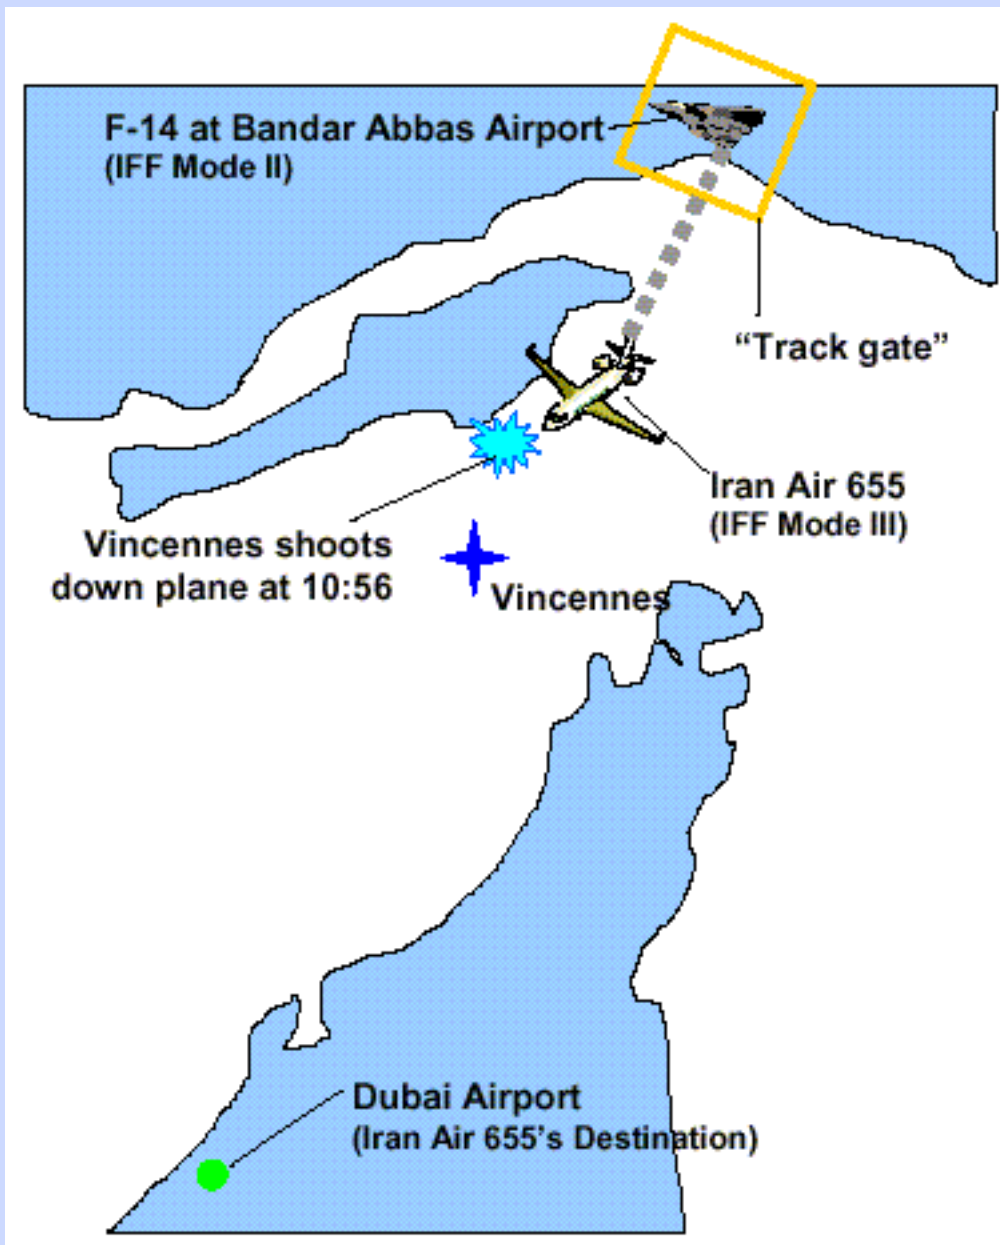 F-14 at Bandar Abbas Airport
(IFF Mode II)
“Track gate”
Iran Air 655
(IFF Mode III)
Vincennes shoots
down plane at 10:56
Vincennes
Dubai Airport
(Iran Air 655's Destination)